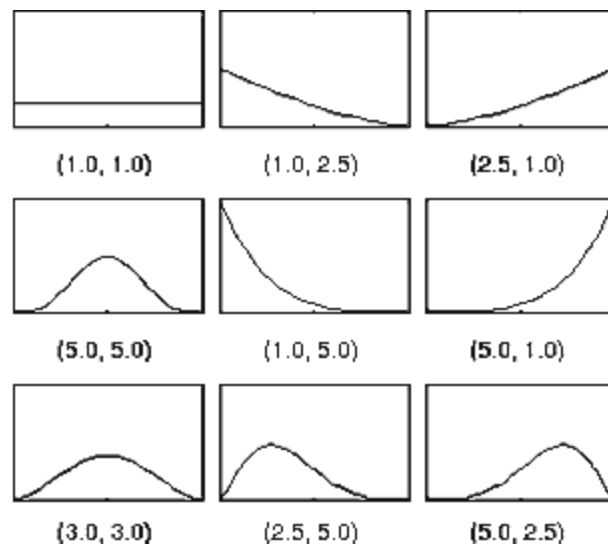 (1.0, 1.0) (1.0, 2.5) (2.5, 1.0)
(5.0, 5.0) (1.0, 5.0) (5.0, 1.0)
(3.0, 3.0) (2.5, 5.0) (5.0, 2.5)